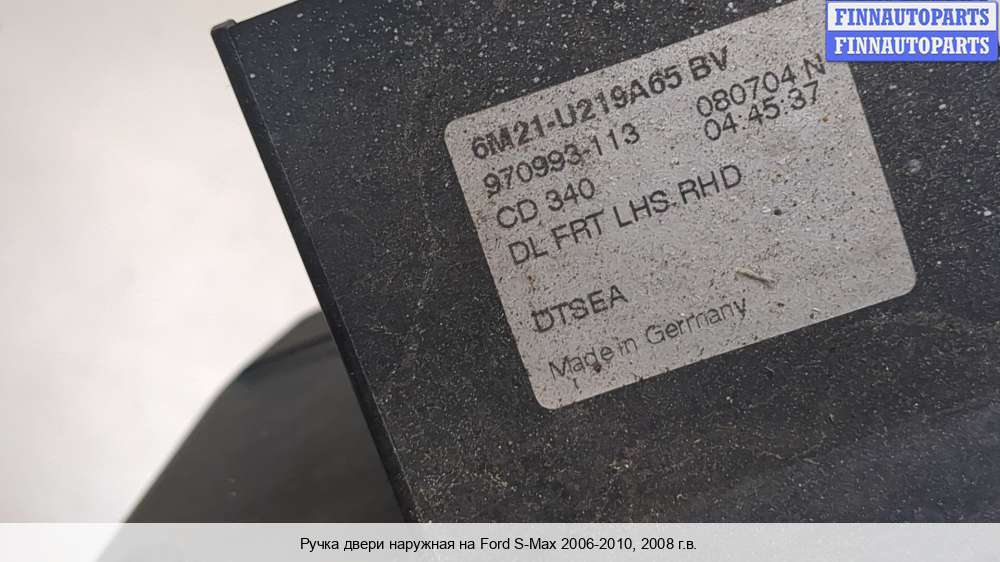 FINNAUTOPARTS
FINNAUTOPARTS
6M21-U219A65 BV
970993-113 080704 N
CD 340 04:45:37
DL FRT LHS RHD
DTSEA
Made in Germany
Ручка двери наружная на Ford S-Max 2006-2010, 2008 г.в.